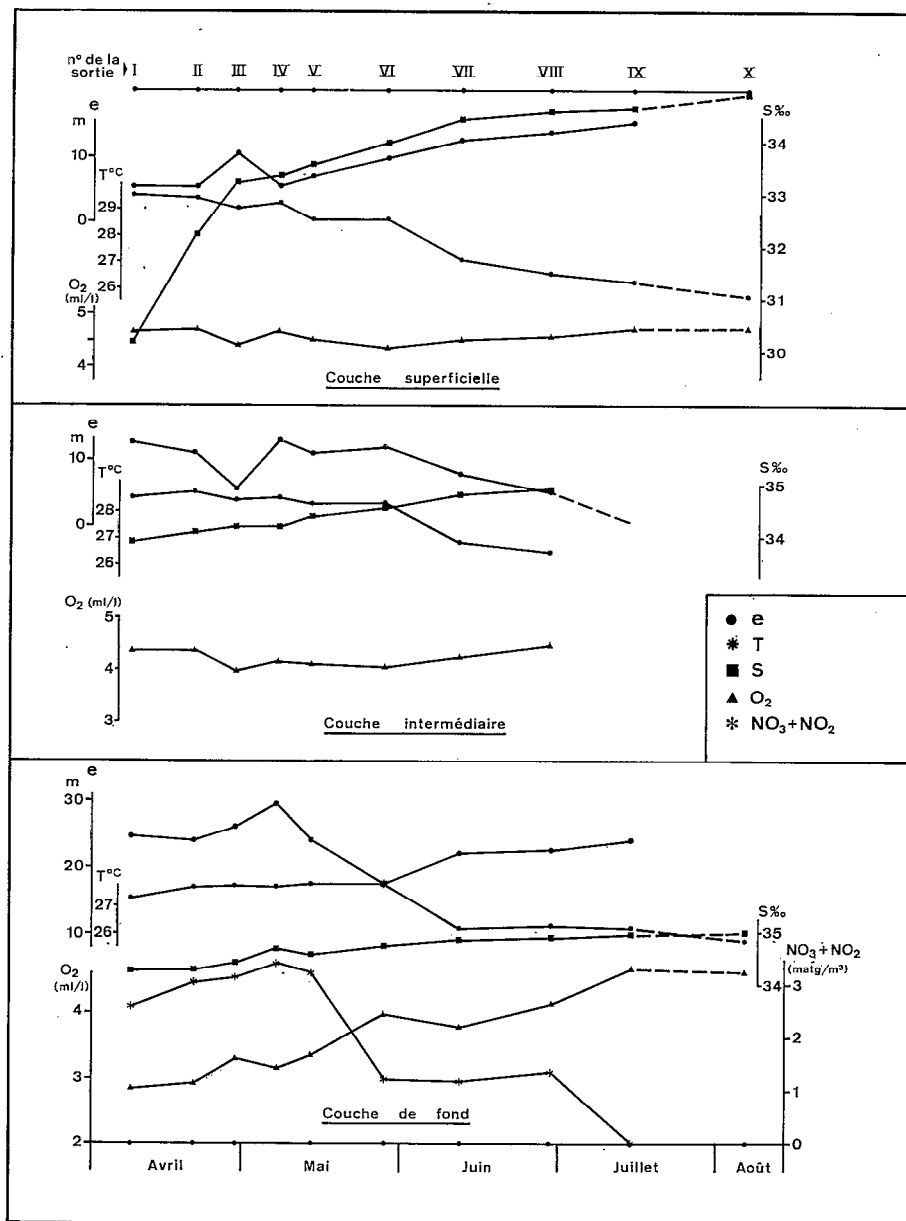 n° de la sortie I II III IV V VI VII VIII IX X
e
m
S‰
10
34
T°C
33
29
0
28
32
27
26
O₂
(ml/l)
31
5
30
4
Couche superficielle
m
10
T°C
S‰
35
28
0
27
34
26
O₂ (ml/l)
5
4
3
Couche intermédiaire
e
T
S
O₂
NO₃+NO₂
e
m
30
20
T°C
27
26
S‰
10
35
O₂
(ml/l)
NO₃+NO₂
(matg/m³)
34
3
4
2
3
1
Couche de fond
2
0
Avril Mai Juin Juillet Août